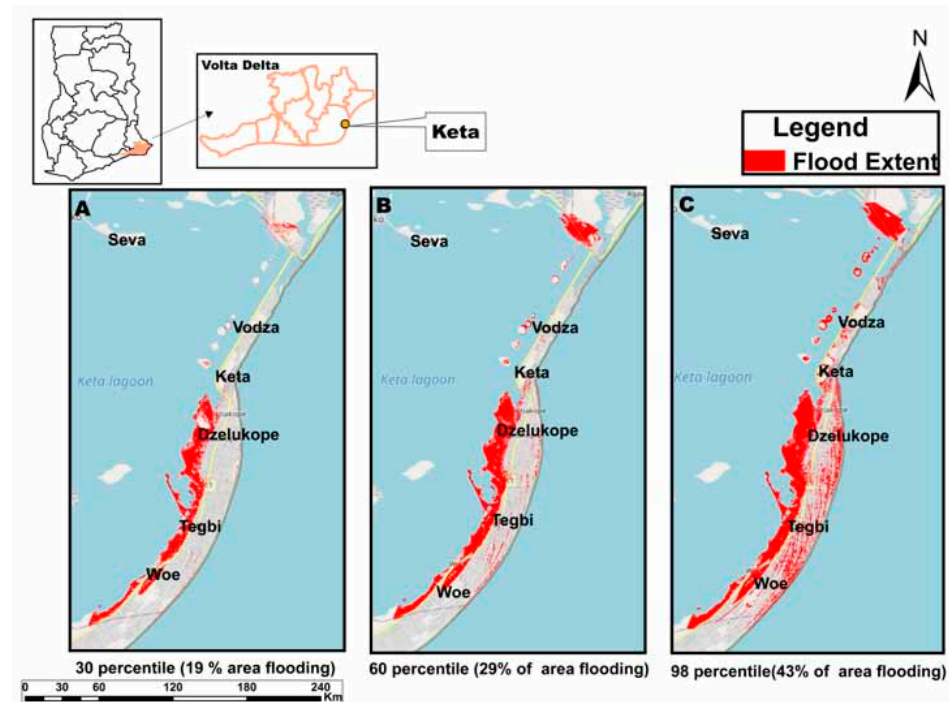 N
Volta Delta
Keta
Legend
Flood Extent
A
Seva
Vodza
Keta
Keta lagoon
Dzelukope
Tegbi
Woe
B
Seva
Vodza
Keta
Keta lagoon
Dzelukope
Tegbi
Woe
C
Seva
Vodza
Keta
Keta lagoon
Dzelukope
Tegbi
Woe
30 percentile (19 % area flooding)
60 percentile (29% of area flooding)
98 percentile(43% of area flooding)
0 30 60 120 180 240
Km